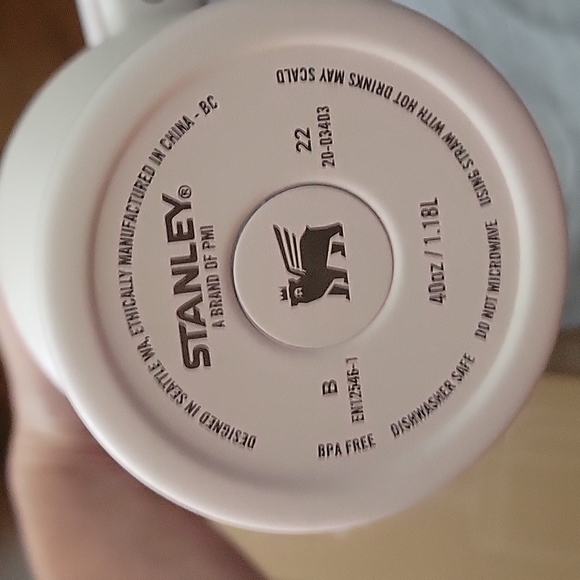 DESIGNED IN SEATTLE WA, ETHICALLY MANUFACTURED IN CHINA - BC
STANLEY®
A BRAND OF PMI
B
ENT2546-1
22
20-03403
40oz / 1.18L
BPA FREE
DISHWASHER SAFE
DO NOT MICROWAVE
USING STRAW WITH HOT DRINKS MAY SCALD